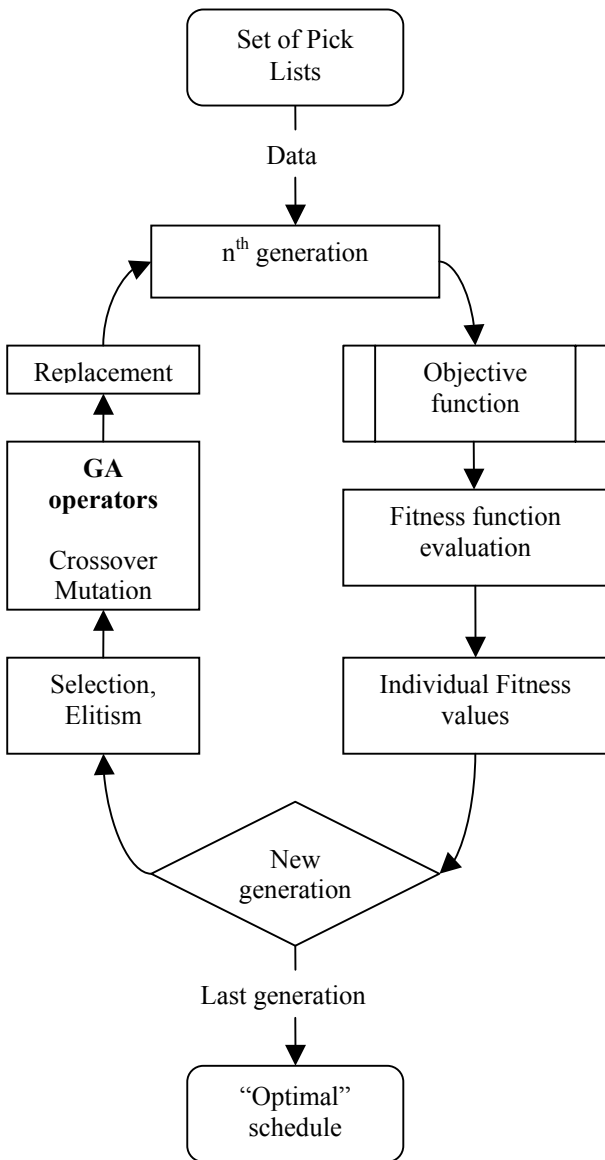 Set of Pick
Lists
Data
nth generation
Replacement
Objective
function
GA
operators
Crossover
Mutation
Fitness function
evaluation
Selection,
Elitism
Individual Fitness
values
New
generation
Last generation
“Optimal”
schedule